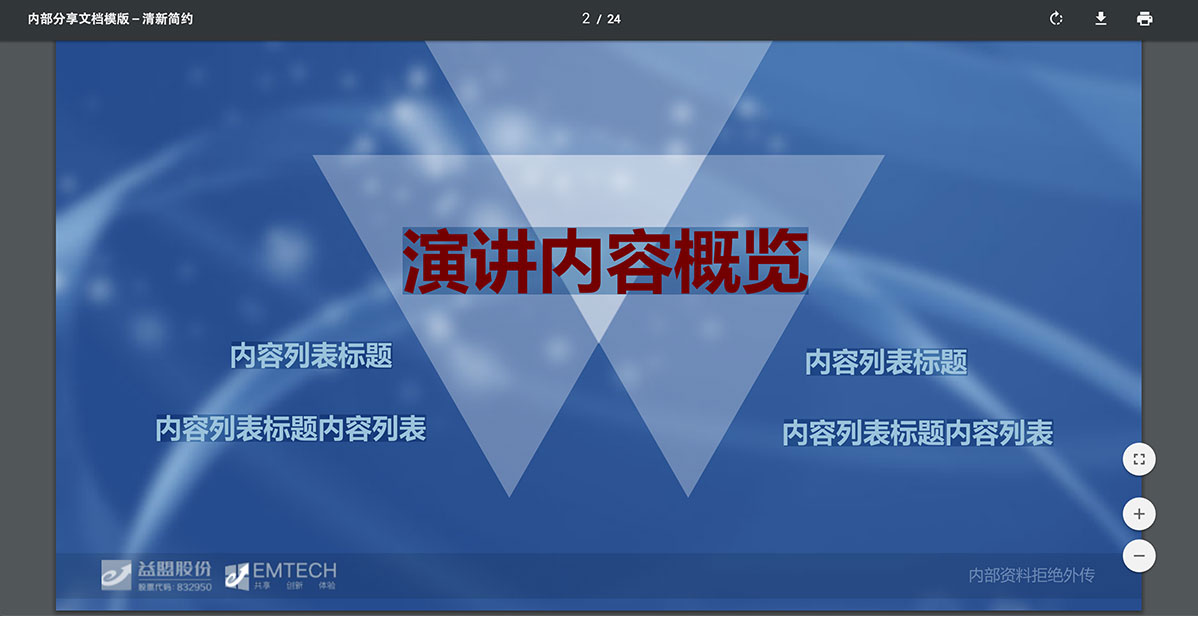 内部分享文档模版 – 清新简约
2 / 24
演讲内容概览
内容列表标题
内容列表标题
内容列表标题内容列表
内容列表标题内容列表
益盟股份
股票代码: 832950
EMTECH
共享 创新 体验
内部资料拒绝外传